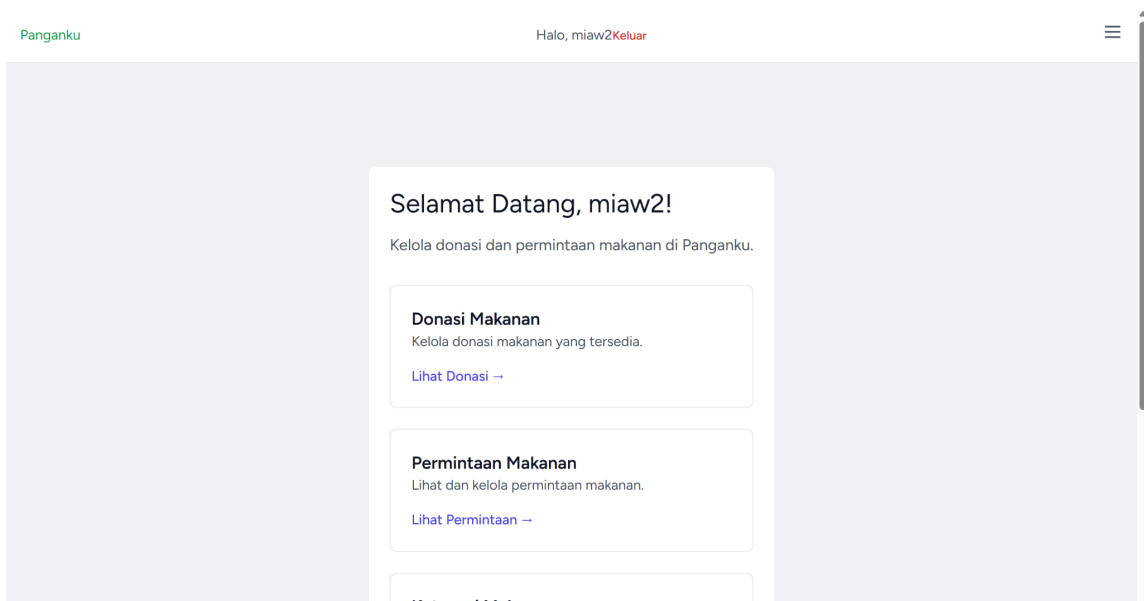 Panganku
Halo, miaw2Keluar
Selamat Datang, miaw2!
Kelola donasi dan permintaan makanan di Panganku.
Donasi Makanan
Kelola donasi makanan yang tersedia.
Lihat Donasi →
Permintaan Makanan
Lihat dan kelola permintaan makanan.
Lihat Permintaan →